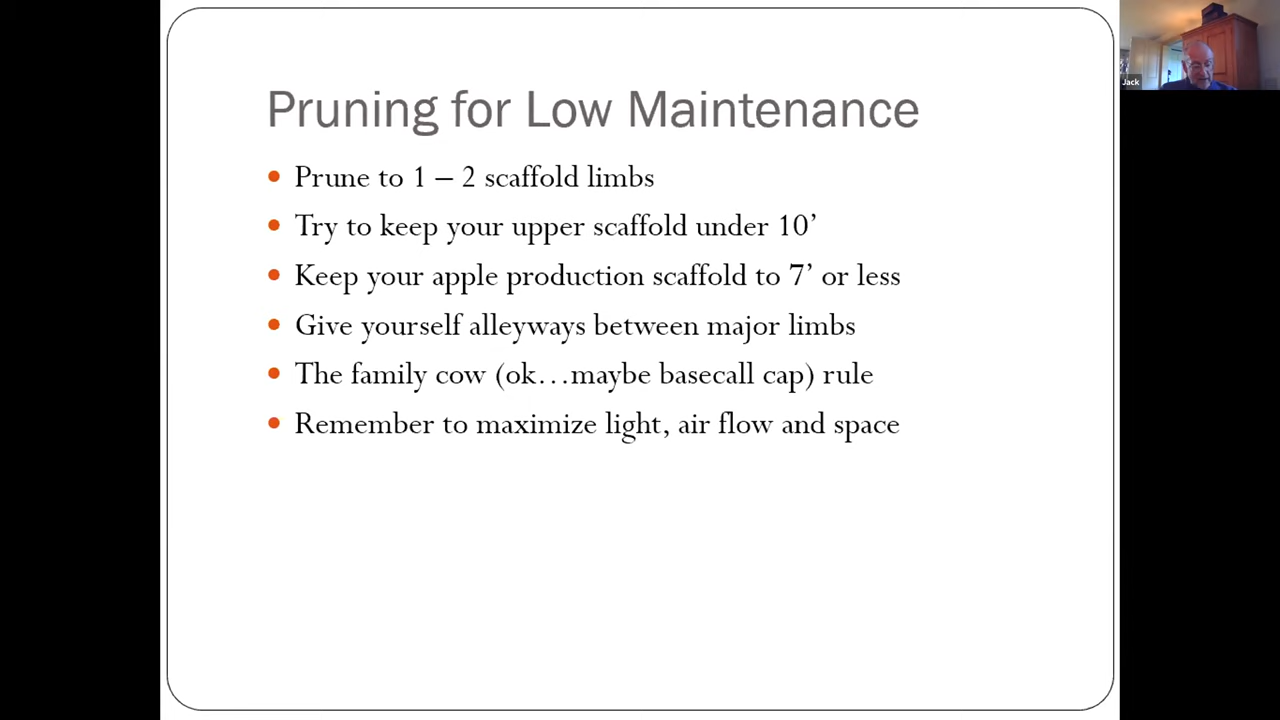 Pruning for Low Maintenance
Prune to 1 – 2 scaffold limbs
Try to keep your upper scaffold under 10’
Keep your apple production scaffold to 7’ or less
Give yourself alleyways between major limbs
The family cow (ok…maybe basecall cap) rule
Remember to maximize light, air flow and space
Jack